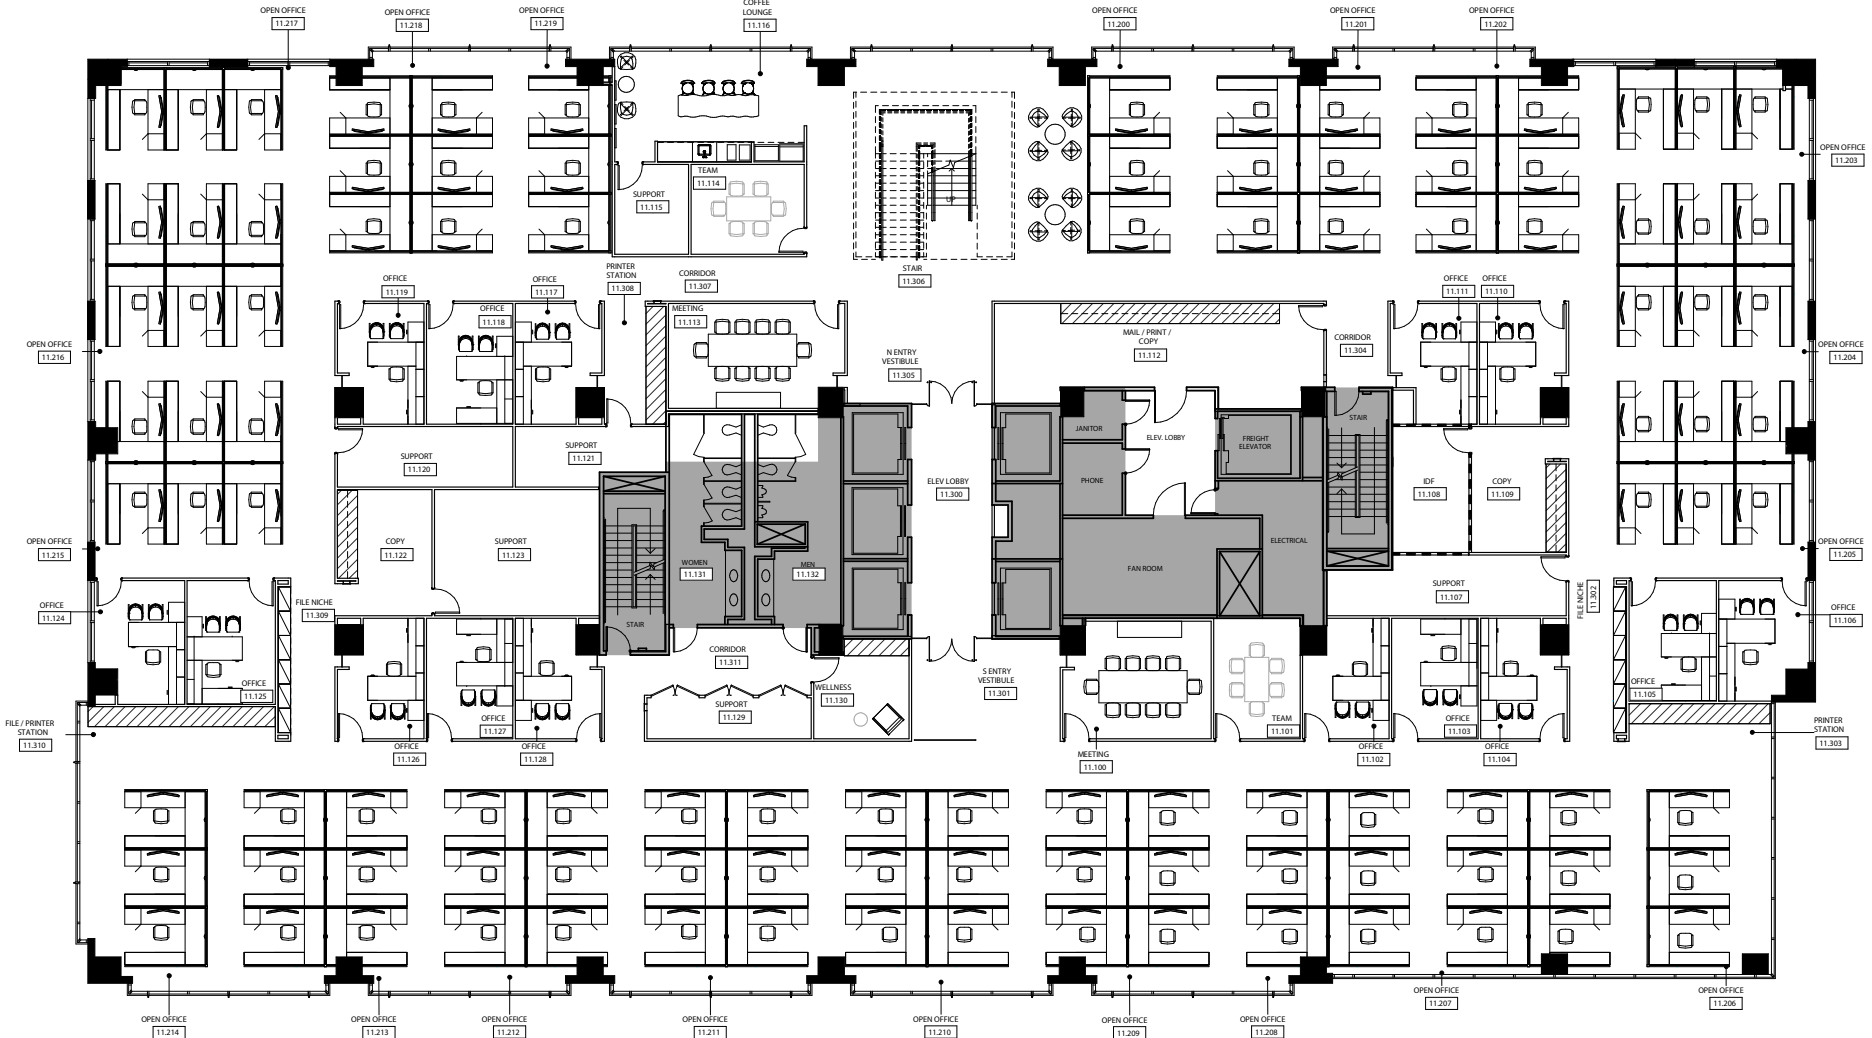 OPEN OFFICE
11.217
OPEN OFFICE
11.218
OPEN OFFICE
11.219
COFFEE
LOUNGE
11.116
OPEN OFFICE
11.200
OPEN OFFICE
11.201
OPEN OFFICE
11.202
OPEN OFFICE
11.203
TEAM
11.114
SUPPORT
11.115
UP
STAIR
11.306
PRINTER
STATION
11.308
CORRIDOR
11.307
OFFICE
11.119
OFFICE
11.118
OFFICE
11.117
MEETING
11.113
OFFICE
11.111
OFFICE
11.110
MAIL / PRINT /
COPY
11.112
CORRIDOR
11.304
N ENTRY
VESTIBULE
11.305
OPEN OFFICE
11.216
OPEN OFFICE
11.204
JANITOR
ELEV. LOBBY
FREIGHT
ELEVATOR
STAIR
SUPPORT
11.120
SUPPORT
11.121
PHONE
ELEV LOBBY
11.300
IDF
11.108
COPY
11.109
OPEN OFFICE
11.215
COPY
11.122
SUPPORT
11.123
WOMEN
11.131
MEN
11.132
FAN ROOM
ELECTRICAL
OPEN OFFICE
11.205
SUPPORT
11.107
FILE NICHE
11.302
OFFICE
11.124
FILE NICHE
11.309
STAIR
OFFICE
11.106
CORRIDOR
11.311
S ENTRY
VESTIBULE
11.301
OFFICE
11.125
WELLNESS
11.130
SUPPORT
11.129
OFFICE
11.105
FILE / PRINTER
STATION
11.310
OFFICE
11.126
OFFICE
11.127
OFFICE
11.128
MEETING
11.100
TEAM
11.101
OFFICE
11.102
OFFICE
11.103
OFFICE
11.104
PRINTER
STATION
11.303
OPEN OFFICE
11.214
OPEN OFFICE
11.213
OPEN OFFICE
11.212
OPEN OFFICE
11.211
OPEN OFFICE
11.210
OPEN OFFICE
11.209
OPEN OFFICE
11.208
OPEN OFFICE
11.207
OPEN OFFICE
11.206